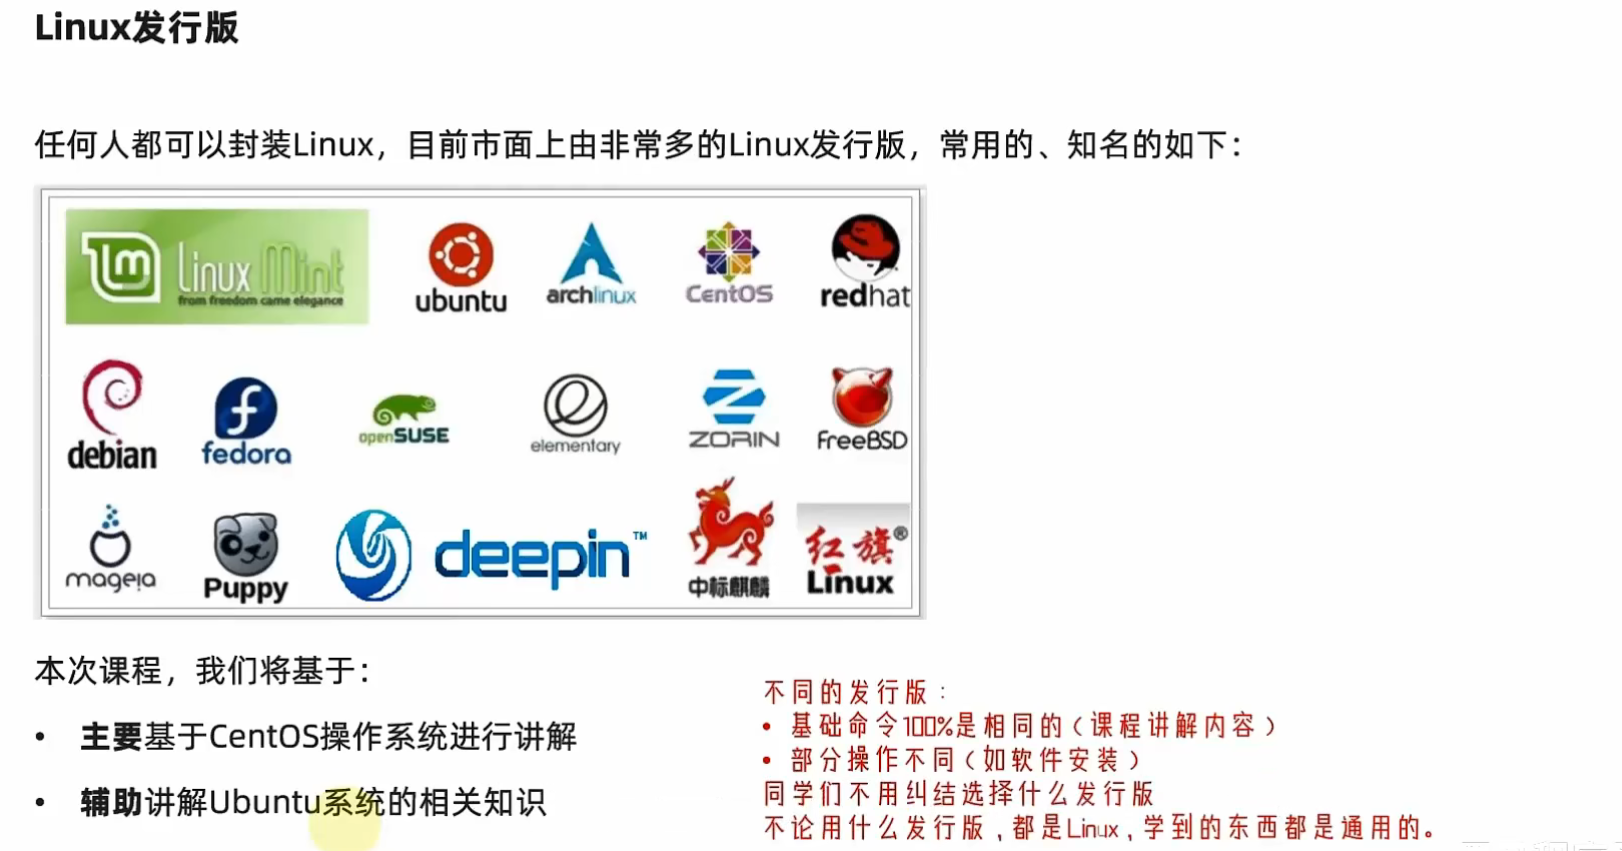 Linux发行版
任何人都可以封装Linux，目前市面上由非常多的Linux发行版，常用的、知名的如下：
Linux Mint
from freedom came elegance
ubuntu
archlinux
CentOS
redhat
debian
fedora
openSUSE
elementary
ZORIN
FreeBSD
mageia
Puppy
deepin™
中标麒麟
红旗®
Linux
本次课程，我们将基于：
• 主要基于CentOS操作系统进行讲解
• 辅助讲解Ubuntu系统的相关知识
不同的发行版：
• 基础命令100%是相同的（课程讲解内容）
• 部分操作不同（如软件安装）
同学们不用纠结选择什么发行版
不论用什么发行版，都是Linux，学到的东西都是通用的。